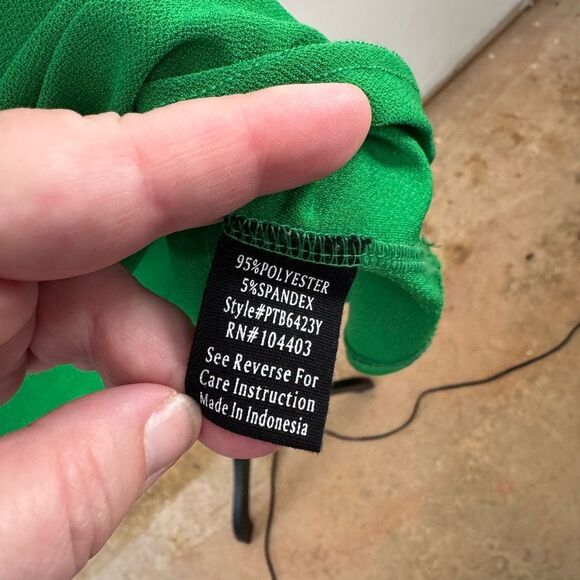 95%POLYESTER
5%SPANDEX
Style#PTB6423Y
RN#104403
See Reverse For
Care Instruction
Made In Indonesia